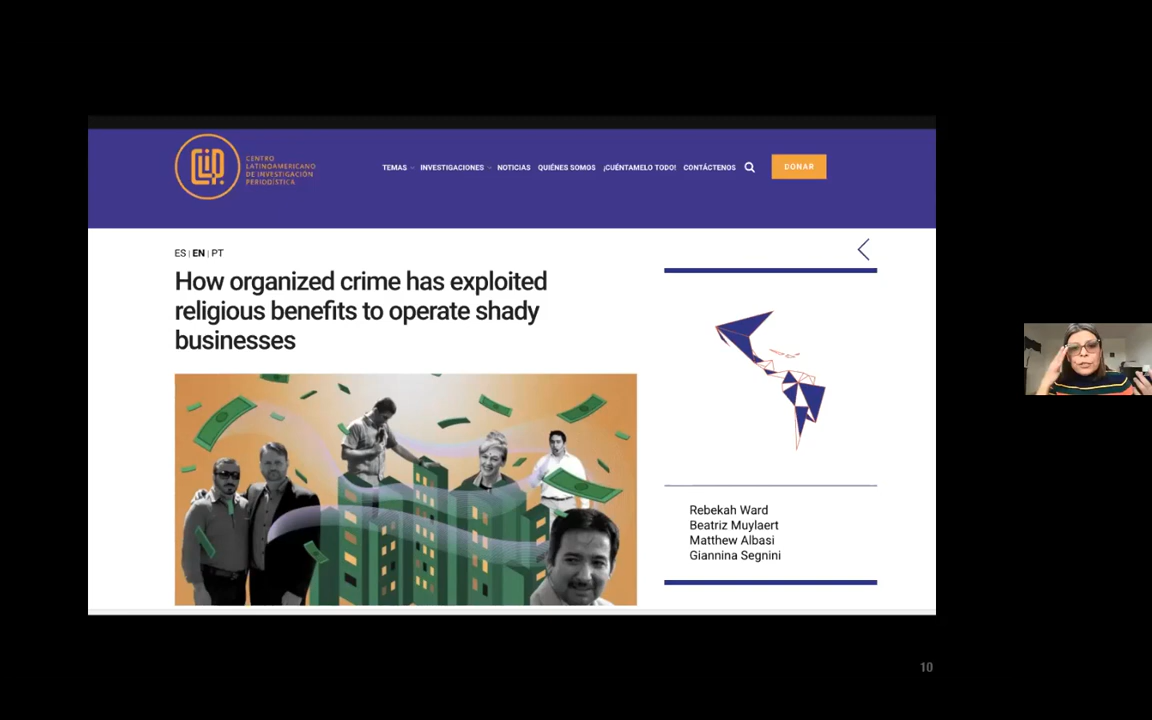 CLIP.
CENTRO
LATINOAMERICANO
DE INVESTIGACIÓN
PERIODÍSTICA
TEMAS INVESTIGACIONES NOTICIAS QUIÉNES SOMOS ¡CUÉNTAMELO TODO! CONTÁCTENOS
DONAR
ES | EN | PT
How organized crime has exploited
religious benefits to operate shady
businesses
Rebekah Ward
Beatriz Muylaert
Matthew Albasi
Giannina Segnini
10